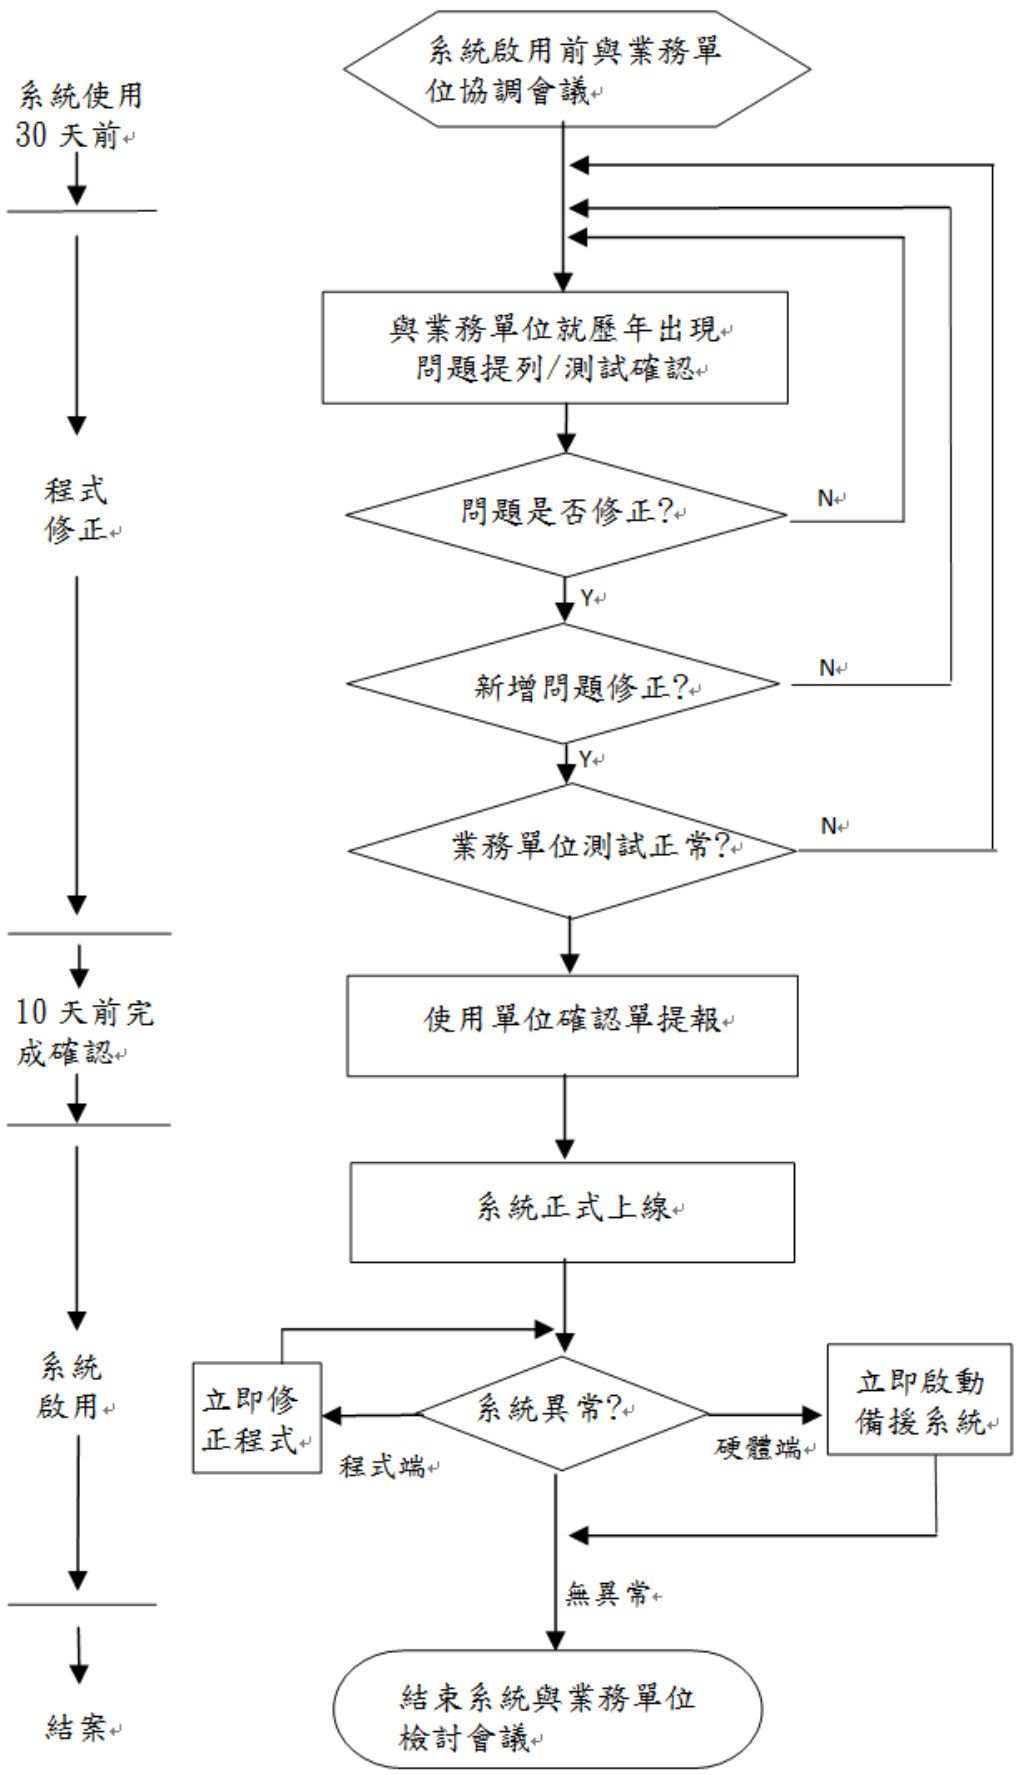 系統啟用前與業務單
位協調會議
系統使用
30 天前
與業務單位就歷年出現
問題提列/測試確認
程式
修正
問題是否修正?
N
Y
新增問題修正?
N
Y
業務單位測試正常?
N
10 天前完
成確認
使用單位確認單提報
系統正式上線
系統
啟用
立即修
正程式
系統異常?
立即啟動
備援系統
程式端
硬體端
無異常
結束系統與業務單位
檢討會議
結案